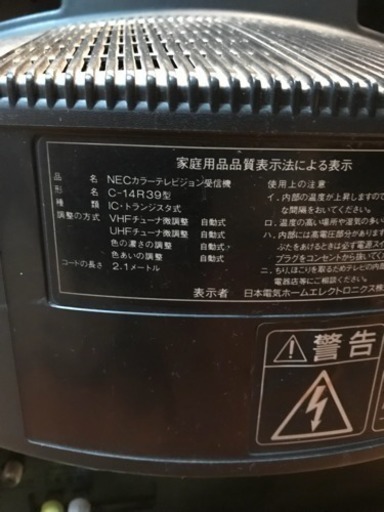 家庭用品品質表示法による表示
品名 NECカラーテレビジョン受信機
形名 C-14R39型
種類 IC・トランジスタ式
調整の方式 VHFチューナ微調整 自動式
UHFチューナ微調整 自動式
色の濃さの調整 自動式
色あいの調整 自動式
コードの長さ 2.1メートル
使用上の注意
イ. 内部の温度が上昇しますので
な間隔をおいてください。
ロ. 温度の高い場所や湿気の多い
ハ. 内部には高電圧部分があり
ふたをあけるときは必ず電源ス
プラグをコンセントから抜いてく
ニ. ちり、ほこりを取るためテレビの内部
電器店等にご相談ください。
表示者 日本電気ホームエレクトロニクス株
警告